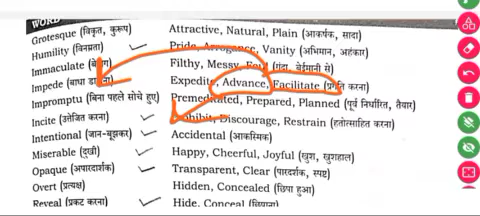 WORD
Grotesque (विकृत, कुरूप) Attractive, Natural, Plain (आकर्षक, सादा)
Humility (विनम्रता) Pride, Arrogance, Vanity (अभिमान, अहंकार)
Immaculate Filthy, Messy, (गंदा, बेईमानी से)
Impede (बाधा Expedite, Advance, Facilitate करना)
Impromptu (बिना पहले सोचे हुए) Premeditated, Prepared, Planned (पूर्व निर्धारित, तैयार)
Incite (उत्तेजित करना) Prohibit, Discourage, Restrain (हतोत्साहित करना)
Intentional (जान-बूझकर) Accidental (आकस्मिक)
Miserable (दुखी) Happy, Cheerful, Joyful (खुश, खुशहाल)
Opaque (अपारदर्शक) Transparent, Clear (पारदर्शक, स्पष्ट)
Overt (प्रत्यक्ष) Hidden, Concealed (छिपा हुआ)
Reveal (प्रकट करना) Hide, Conceal (छिपाना)